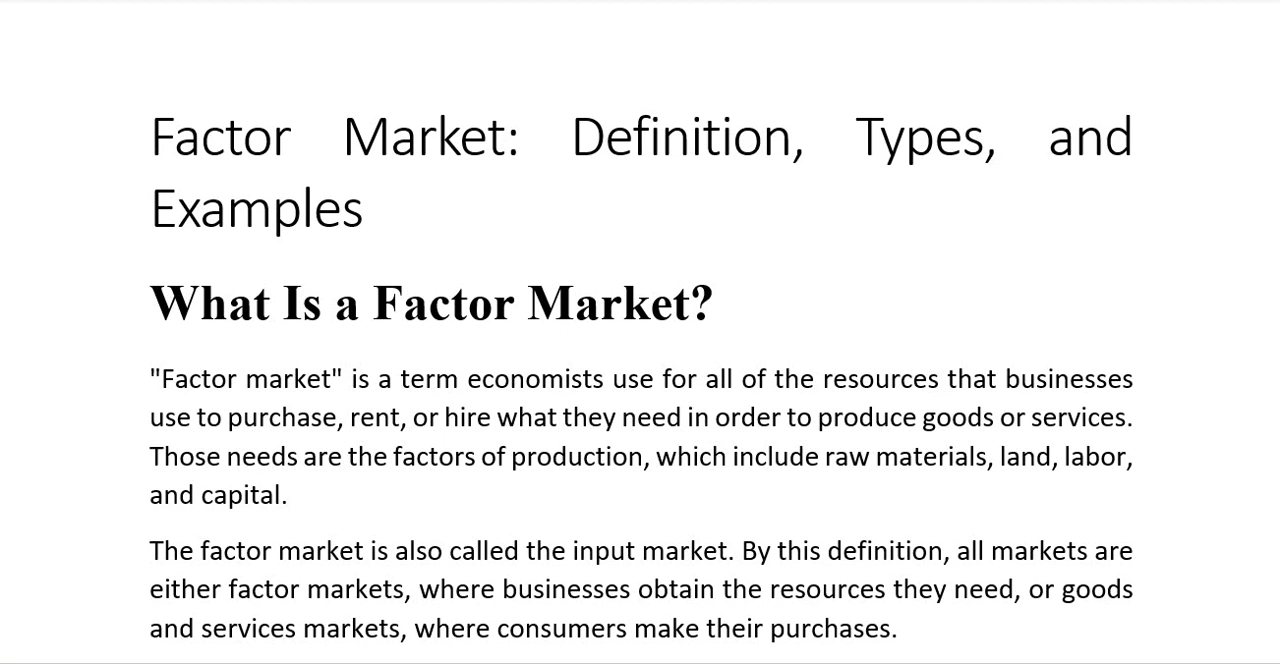 Factor Market: Definition, Types, and
Examples
What Is a Factor Market?
"Factor market" is a term economists use for all of the resources that businesses
use to purchase, rent, or hire what they need in order to produce goods or services.
Those needs are the factors of production, which include raw materials, land, labor,
and capital.
The factor market is also called the input market. By this definition, all markets are
either factor markets, where businesses obtain the resources they need, or goods
and services markets, where consumers make their purchases.